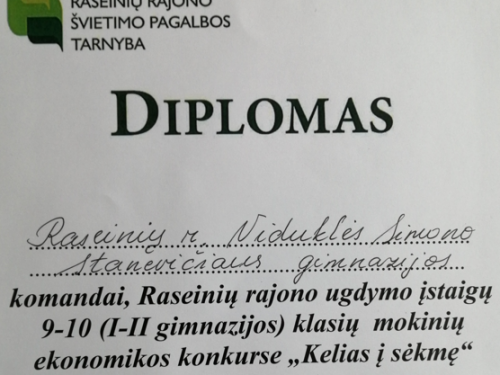 RASEINIŲ RAJONO
ŠVIETIMO PAGALBOS
TARNYBA
DIPLOMAS
Raseinių r. Viduklės Simono
Stanevičiaus gimnazijos
komandai, Raseinių rajono ugdymo įstaigų
9-10 (I-II gimnazijos) klasių mokinių
ekonomikos konkurse „Kelias į sėkmę“